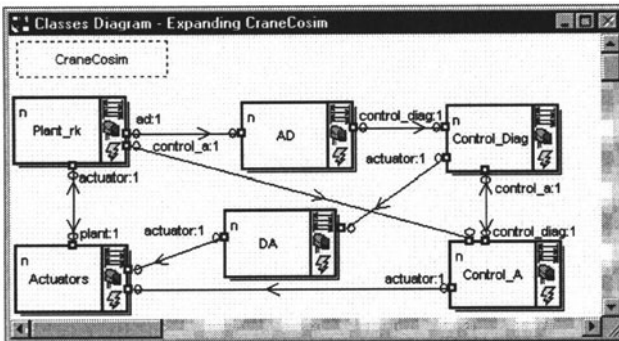 Classes Diagram - Expanding CraneCosim
CraneCosim
n
Plant_rk
ad:1
control_a:1
actuator:1
n
AD
control_diag:1
n
Control_Diag
actuator:1
control_a:1
plant:1
n
Actuators
actuator:1
n
DA
control_diag:1
n
Control_A
actuator:1